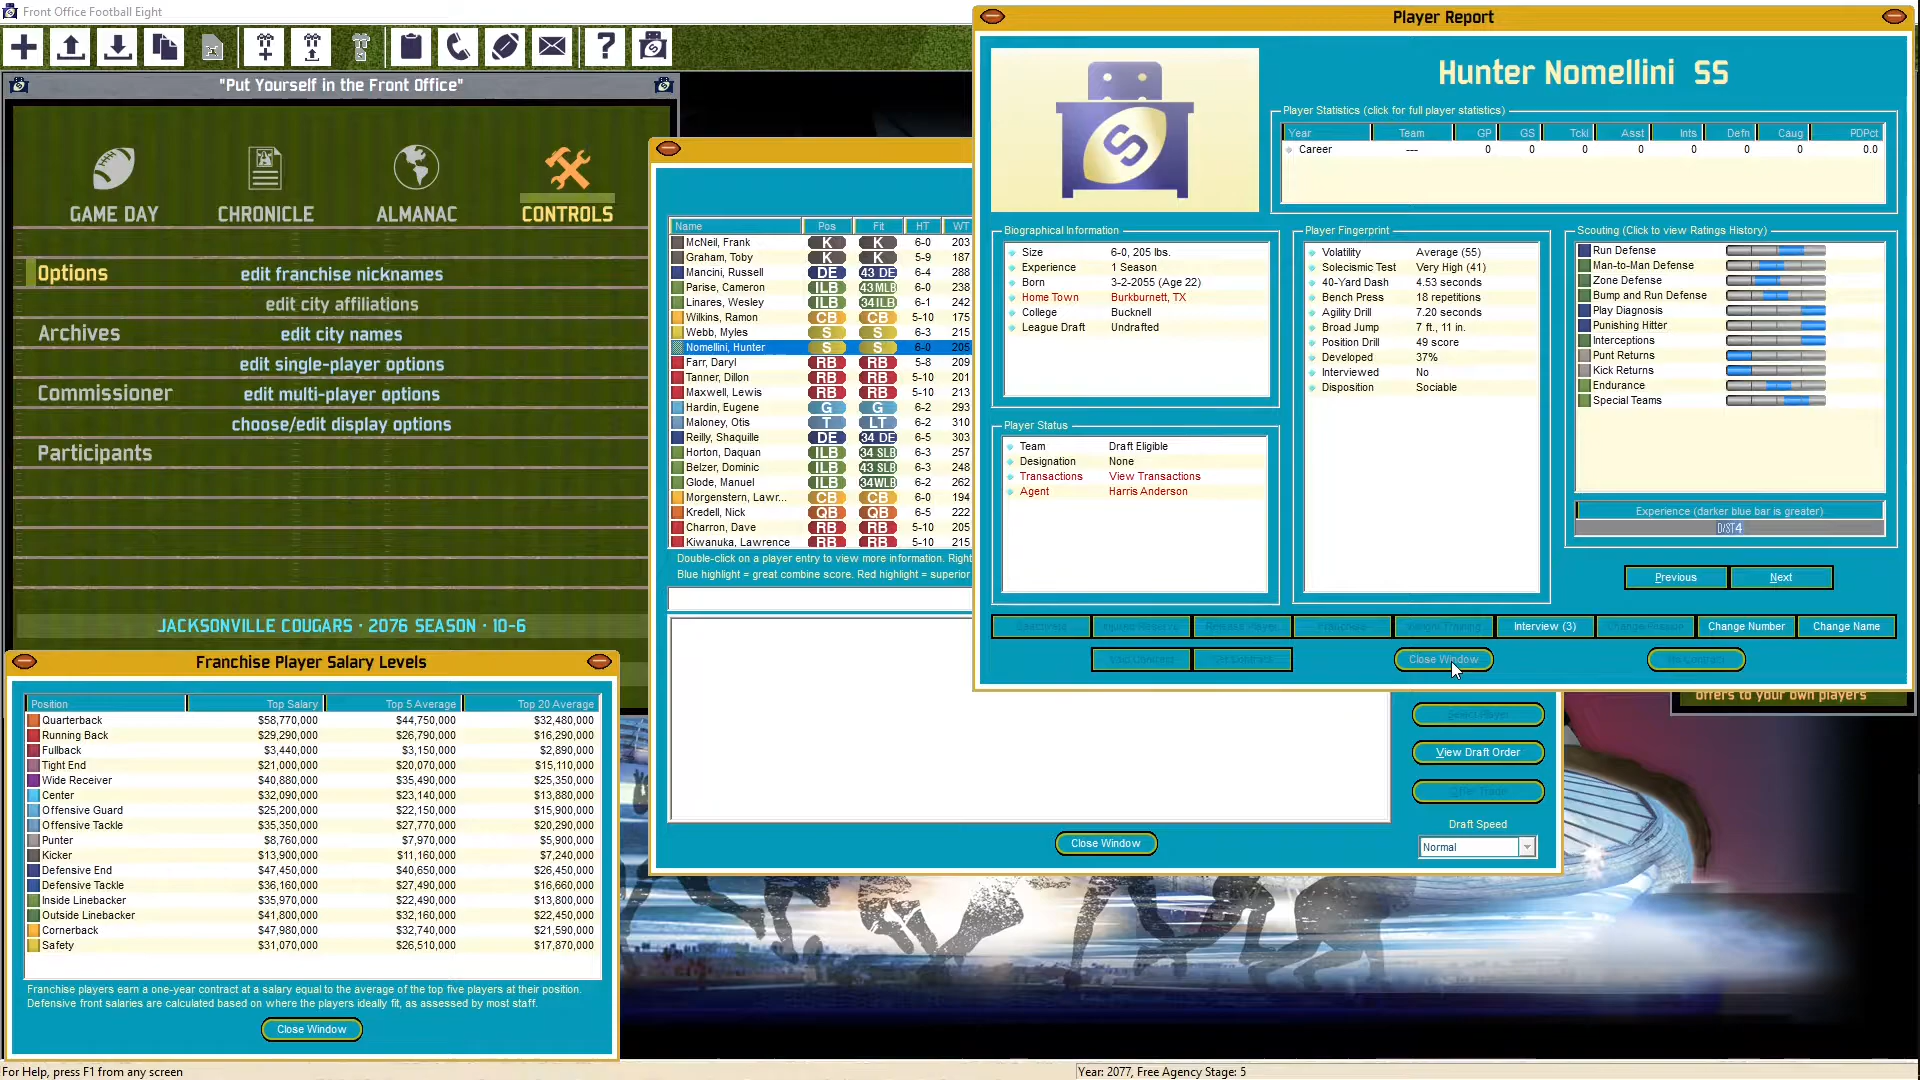 Front Office Football Eight
"Put Yourself in the Front Office"
GAME DAY
CHRONICLE
ALMANAC
CONTROLS
Options
Archives
Commissioner
Participants
edit franchise nicknames
edit city affiliations
edit city names
edit single-player options
edit multi-player options
choose/edit display options
JACKSONVILLE COUGARS · 2076 SEASON · 10-6
Franchise Player Salary Levels
Position Top Salary Top 5 Average Top 20 Average
Quarterback $58,770,000 $44,750,000 $32,480,000
Running Back $29,290,000 $26,790,000 $16,290,000
Fullback $3,440,000 $3,150,000 $2,890,000
Tight End $21,000,000 $20,070,000 $15,110,000
Wide Receiver $40,880,000 $35,490,000 $25,350,000
Center $32,090,000 $23,140,000 $13,880,000
Offensive Guard $25,200,000 $22,150,000 $15,900,000
Offensive Tackle $35,350,000 $27,770,000 $20,290,000
Punter $8,760,000 $7,970,000 $5,900,000
Kicker $13,900,000 $11,160,000 $7,240,000
Defensive End $47,450,000 $40,650,000 $26,450,000
Defensive Tackle $36,160,000 $27,490,000 $16,660,000
Inside Linebacker $35,970,000 $22,490,000 $13,800,000
Outside Linebacker $41,800,000 $32,160,000 $22,450,000
Cornerback $47,980,000 $32,740,000 $21,590,000
Safety $31,070,000 $26,510,000 $17,870,000
Franchise players earn a one-year contract at a salary equal to the average of the top five players at their position.
Defensive front salaries are calculated based on where the players ideally fit, as assessed by most staff.
Close Window
Name Pos Fit HT WT
McNeil, Frank K K 6-0 203
Graham, Toby K K 5-9 187
Mancini, Russell DE 43 DE 6-4 288
Parise, Cameron ILB 43MLB 6-0 238
Linares, Wesley ILB 34ILB 6-1 242
Wilkins, Ramon CB CB 5-10 175
Webb, Myles S S 6-3 215
Nomellini, Hunter S S 6-0 205
Farr, Daryl RB RB 5-8 209
Tanner, Dillon RB RB 5-10 201
Maxwell, Lewis RB RB 5-10 213
Hardin, Eugene G G 6-2 293
Maloney, Otis T LT 6-2 310
Reilly, Shaquille DE 34 DE 6-5 303
Horton, Daquan ILB 34 SLB 6-3 257
Belzer, Dominic ILB 43 SLB 6-3 248
Glode, Manuel ILB 34WLB 6-2 262
Morgenstern, Lawr... CB CB 6-0 194
Kredell, Nick QB QB 6-5 222
Charron, Dave RB RB 5-10 205
Kiwanuka, Lawrence RB RB 5-10 215
Double-click on a player entry to view more information. Right
Blue highlight = great combine score. Red highlight = superior
View Draft Order
Draft Speed
Normal
Close Window
Player Report
Hunter Nomellini SS
Player Statistics (click for full player statistics)
Year Team GP GS Tckl Asst Ints Defn Caug PDPct
Career --- 0 0 0 0 0 0 0 0.0
Biographical Information
Size 6-0, 205 lbs.
Experience 1 Season
Born 3-2-2055 (Age 22)
Home Town Burkburnett, TX
College Bucknell
League Draft Undrafted
Player Status
Team Draft Eligible
Designation None
Transactions View Transactions
Agent Harris Anderson
Player Fingerprint
Volatility Average (55)
Solecismic Test Very High (41)
40-Yard Dash 4.53 seconds
Bench Press 18 repetitions
Agility Drill 7.20 seconds
Broad Jump 7 ft., 11 in.
Position Drill 49 score
Developed 37%
Interviewed No
Disposition Sociable
Scouting (Click to view Ratings History)
Run Defense
Man-to-Man Defense
Zone Defense
Bump and Run Defense
Play Diagnosis
Punishing Hitter
Interceptions
Punt Returns
Kick Returns
Endurance
Special Teams
Experience (darker blue bar is greater)
D/ST4
Previous
Next
Interview (3)
Change Number
Change Name
Close Window
offers to your own players
For Help, press F1 from any screen
Year: 2077, Free Agency Stage: 5